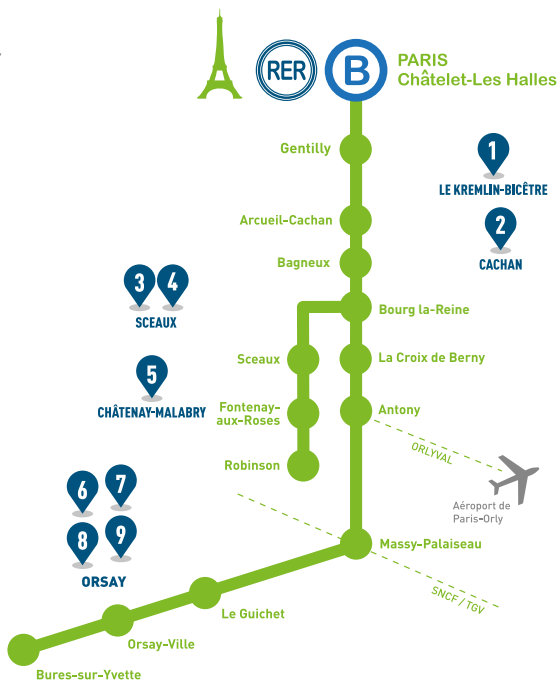 RER
B
PARIS
Châtelet-Les Halles
Gentilly
1
LE KREMLIN-BICÊTRE
Arcueil-Cachan
2
CACHAN
Bagneux
3
4
SCEAUX
Bourg la-Reine
Sceaux
La Croix de Berny
5
CHÂTENAY-MALABRY
Fontenay-
aux-Roses
Antony
ORLYVAL
Robinson
Aéroport de
Paris-Orly
6
7
8
9
ORSAY
Massy-Palaiseau
SNCF / TGV
Le Guichet
Orsay-Ville
Bures-sur-Yvette